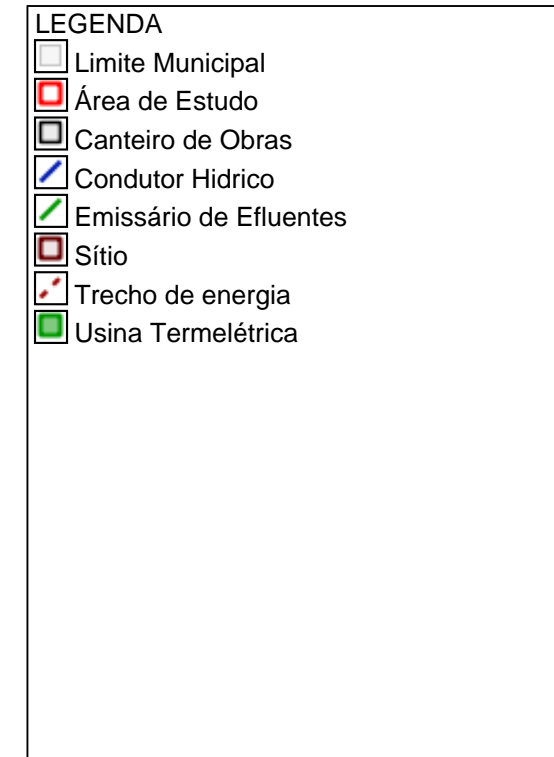 LEGENDA
Limite Municipal
Área de Estudo
Canteiro de Obras
Condutor Hidrico
Emissário de Efluentes
Sítio
Trecho de energia
Usina Termelétrica